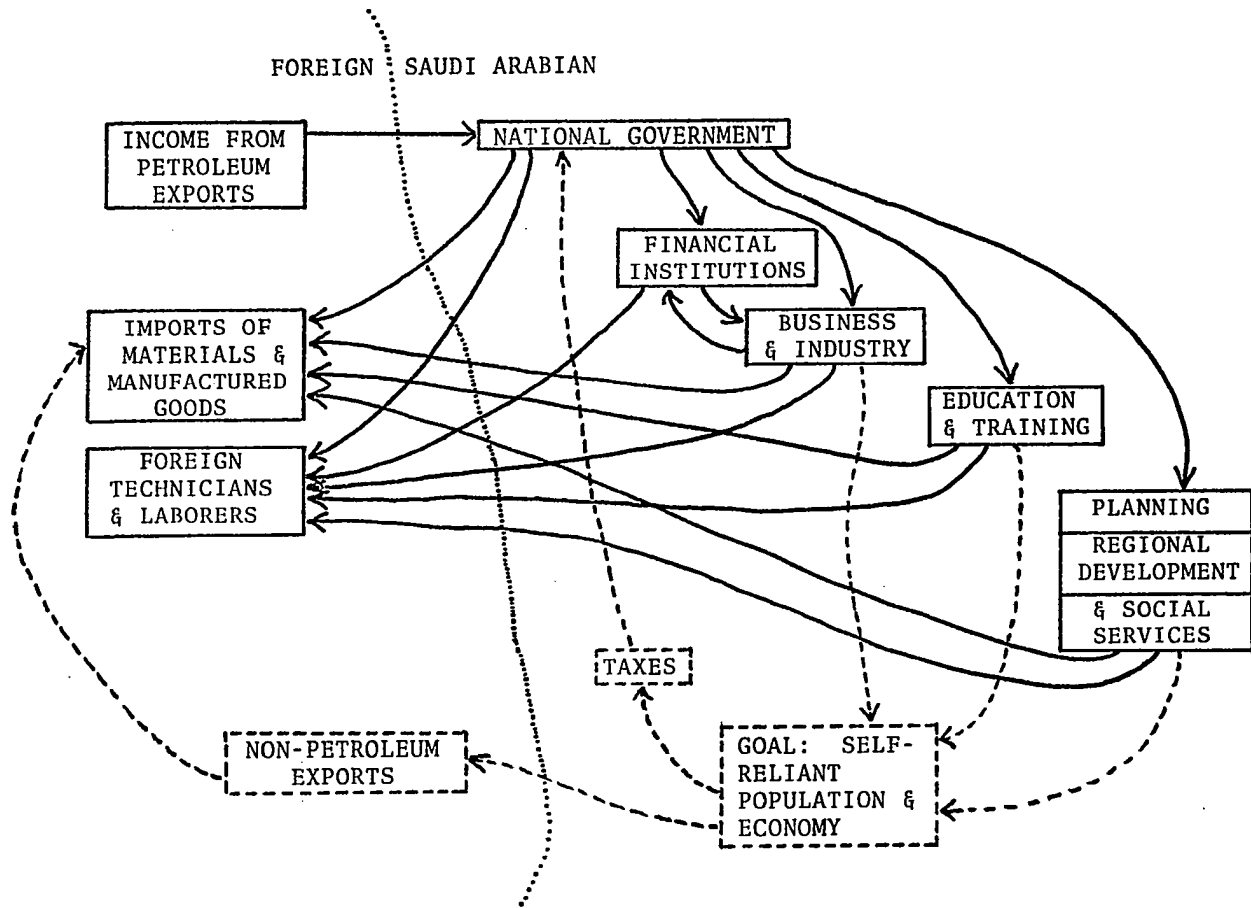 FOREIGN SAUDI ARABIAN
INCOME FROM
PETROLEUM
EXPORTS
NATIONAL GOVERNMENT
FINANCIAL
INSTITUTIONS
IMPORTS OF
MATERIALS &
MANUFACTURED
GOODS
BUSINESS
& INDUSTRY
EDUCATION
& TRAINING
FOREIGN
TECHNICIANS
& LABORERS
PLANNING
REGIONAL
DEVELOPMENT
& SOCIAL
SERVICES
TAXES
NON-PETROLEUM
EXPORTS
GOAL: SELF-
RELIANT
POPULATION &
ECONOMY